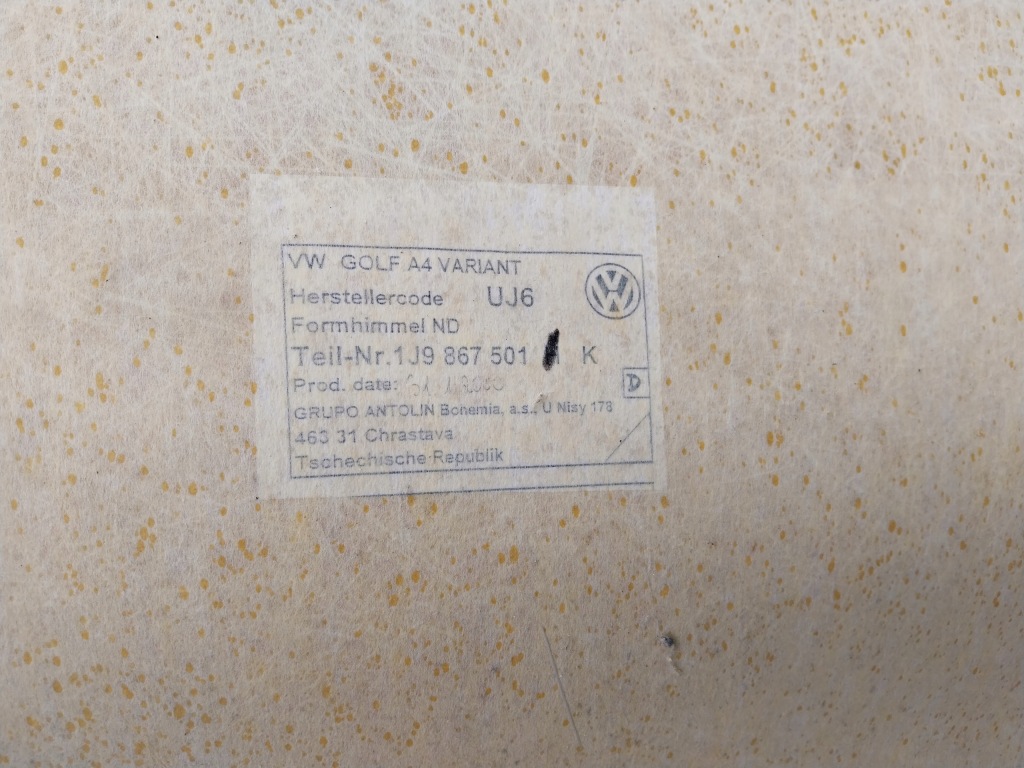 VW GOLF A4 VARIANT
Herstellercode UJ6
Formhimmel ND
Teil-Nr.1J9 867 501 K
Prod. date:
GRUPO ANTOLIN Bohemia, a.s., U Nisy 178
463 31 Chrastava
Tschechische Republik